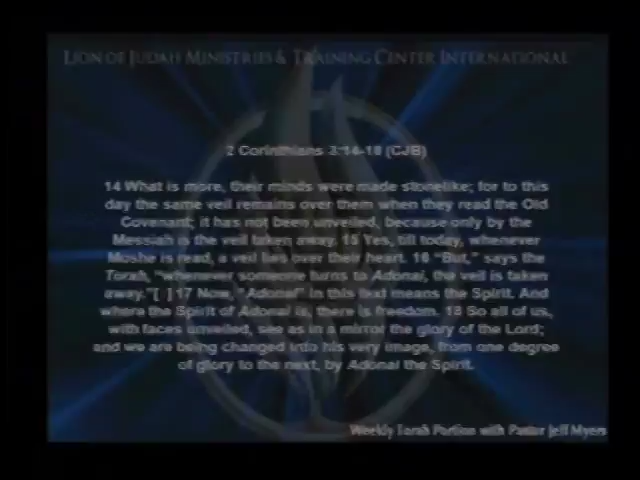 Lion of Judah Ministries & Training Center International
2 Corinthians 3:14-18 (CJB)
14 What is more, their minds were made stonelike; for to this
day the same veil remains over them when they read the Old
Covenant; it has not been unveiled, because only by the
Messiah is the veil taken away. 15 Yes, till today, whenever
Moshe is read, a veil lies over their heart. 16 "But," says the
Torah, "whenever someone turns to Adonai, the veil is taken
away."[ ] 17 Now, "Adonai" in this text means the Spirit. And
where the Spirit of Adonai is, there is freedom. 18 So all of us,
with faces unveiled, see as in a mirror the glory of the Lord;
and we are being changed into his very image, from one degree
of glory to the next, by Adonai the Spirit.
Weekly Torah Portion with Pastor Jeff Myers